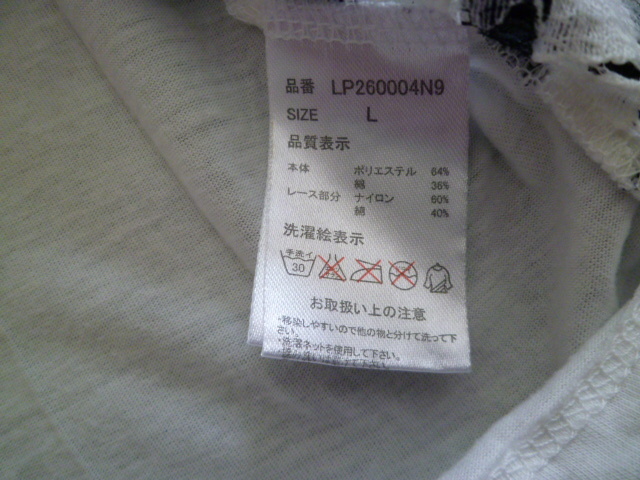 品番 LP260004N9
SIZE L
品質表示
本体 ポリエステル 64%
綿 36%
レース部分 ナイロン 60%
綿 40%
洗濯絵表示
手洗イ
30
お取扱い上の注意
・移染しやすいので他の物と分けて洗って下
さい。
・洗濯ネットを使用して下さい。